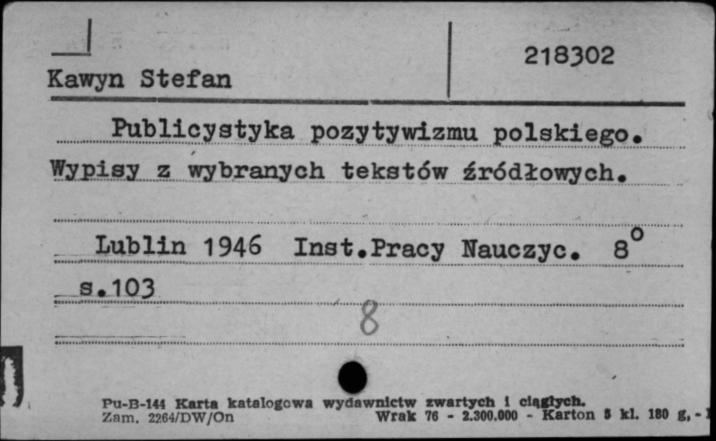 218302
Kawyn Stefan
Publicystyka pozytywizmu polskiego.
Wypisy z wybranych tekstów źródłowych.
Lublin 1946 Inst.Pracy Nauczyc. 8°
s.103
8
Pu-B-144 Karta katalogowa wydawnictw zwartych i ciągłych.
Zam. 2264/DW/On Wrak 76 - 2.300.000 - Karton 8 kl. 180 g, -